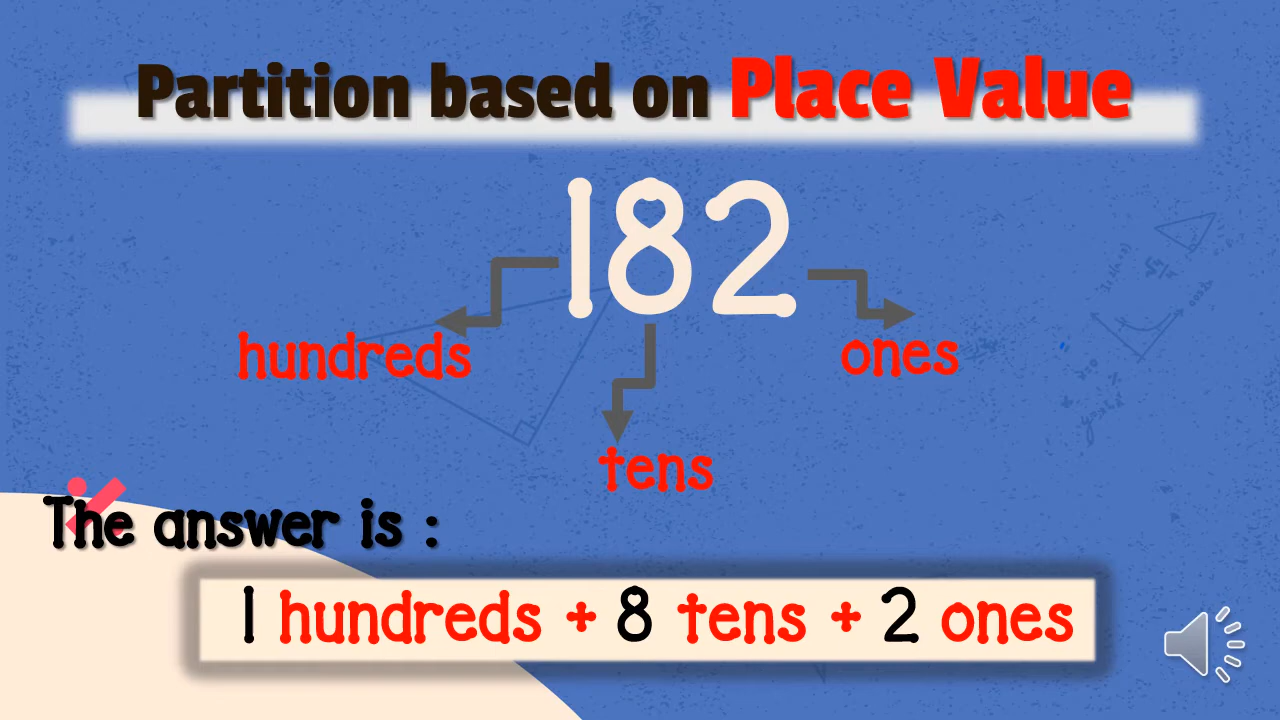 Partition based on Place Value
182
hundreds
ones
tens
The answer is :
1 hundreds + 8 tens + 2 ones